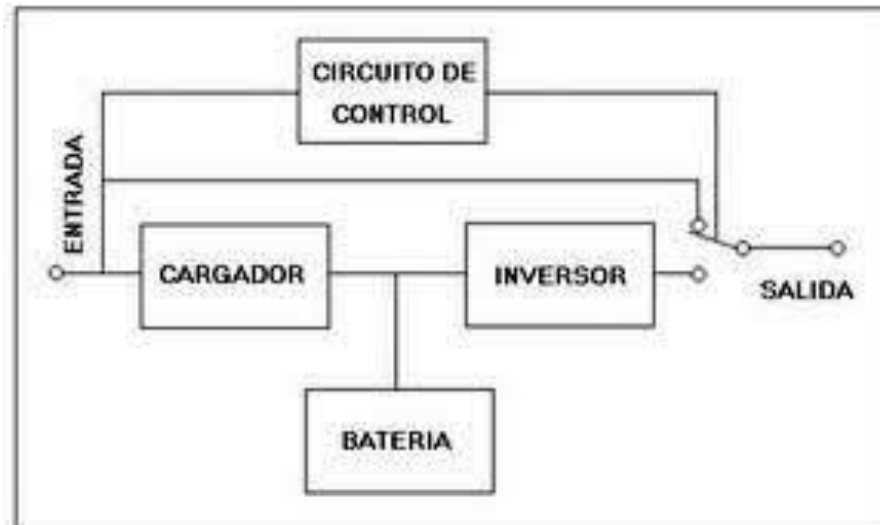 CIRCUITO DE
CONTROL
ENTRADA
CARGADOR
INVERSOR
SALIDA
BATERIA